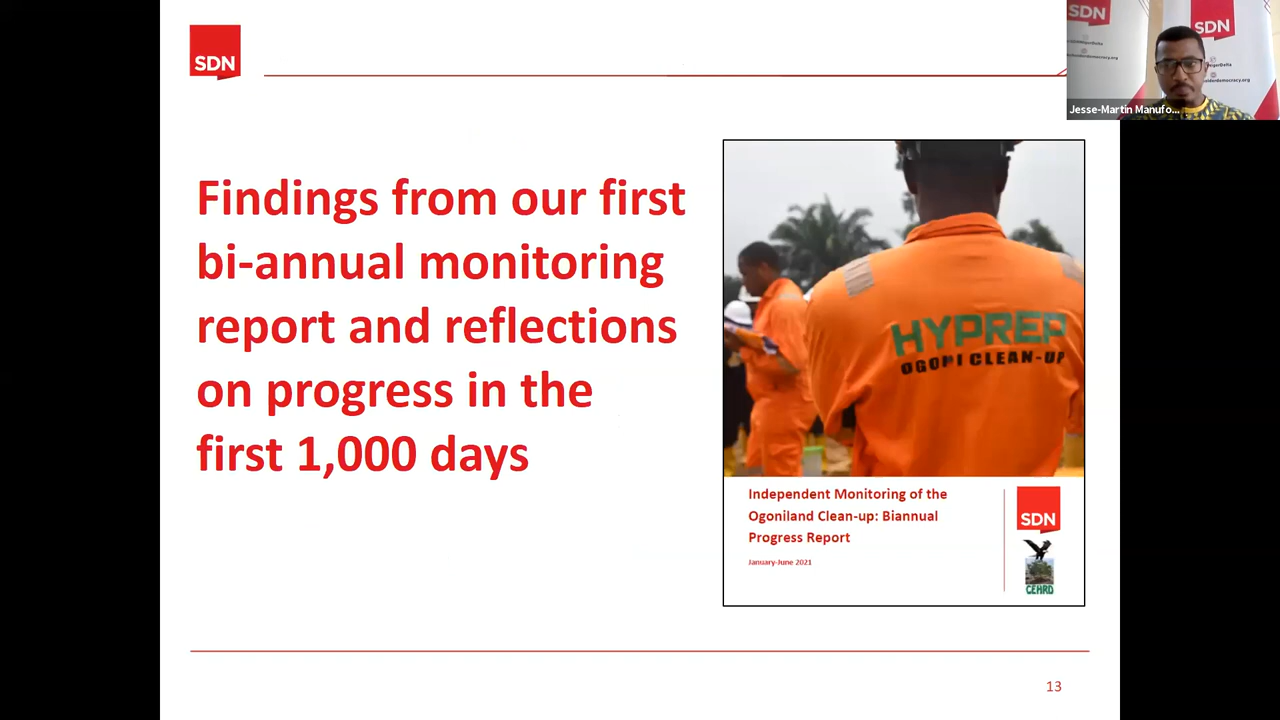 SDN
Findings from our first
bi-annual monitoring
report and reflections
on progress in the
first 1,000 days
SDN
SDN
Jesse-Martin Manufo...
HYPREP
OGONI CLEAN-UP
Independent Monitoring of the
Ogoniland Clean-up: Biannual
Progress Report
January-June 2021
SDN
CEHRD
13